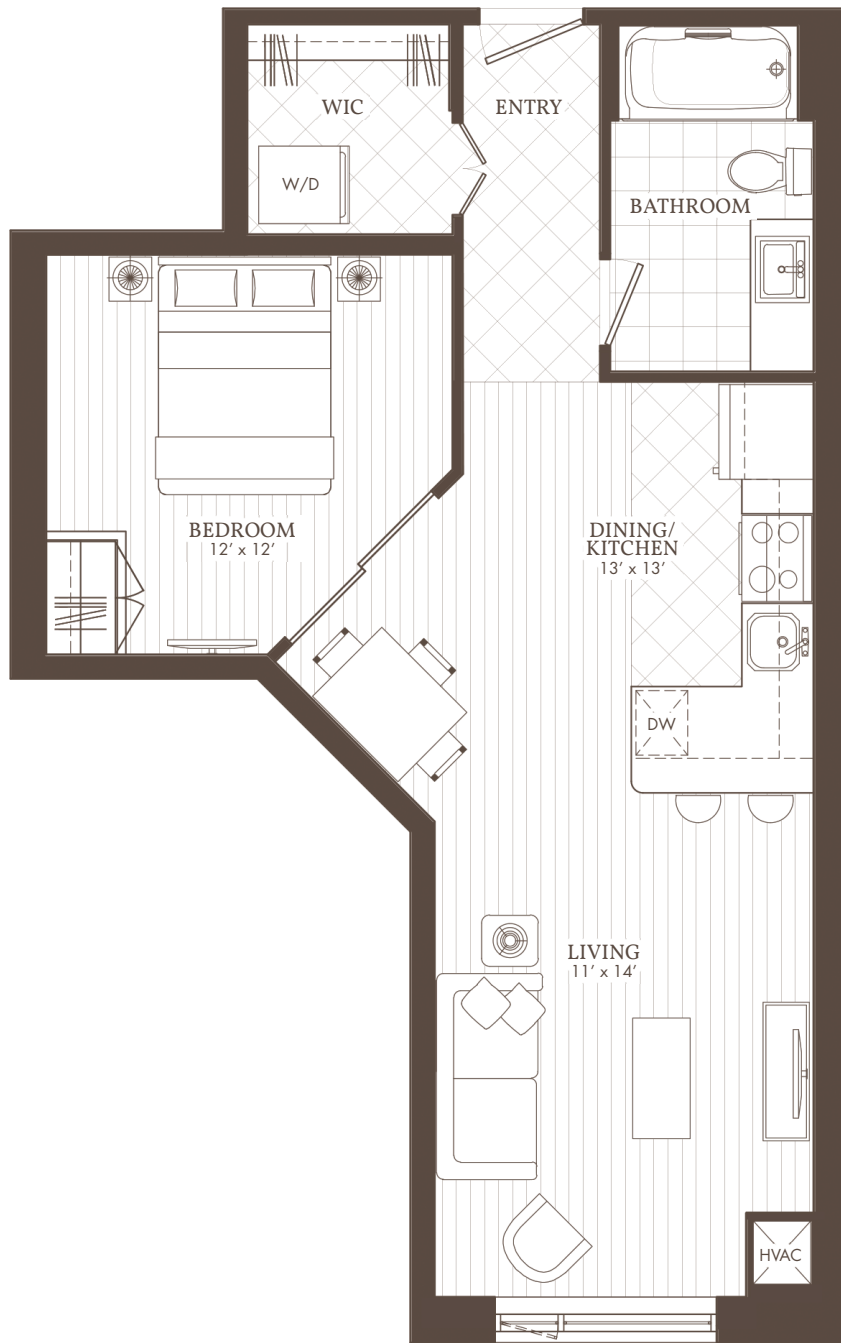 WIC
ENTRY
W/D
BATHROOM
BEDROOM
12’ x 12’
DINING/
KITCHEN
13’ x 13’
DW
LIVING
11’ x 14’
HVAC